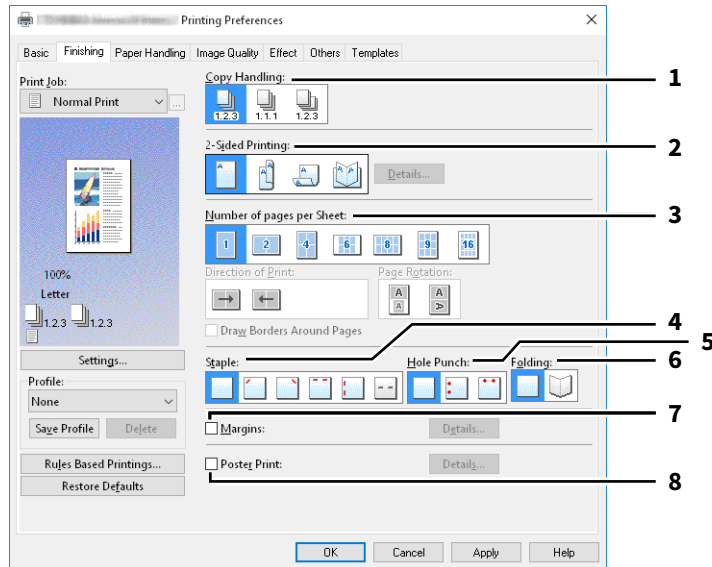 Printing Preferences
Basic Finishing Paper Handling Image Quality Effect Others Templates
Print Job:
Normal Print
...
100%
Letter
1.2.3 1.2.3
Settings...
Profile:
None
Save Profile Delete
Rules Based Printings...
Restore Defaults
Copy Handling: 1
1.2.3 1.1.1 1.2.3
2-Sided Printing: 2
A A A A Details...
Number of pages per Sheet: 3
1 2 4 6 8 9 16
Direction of Print: Page Rotation:
A A
A A
Draw Borders Around Pages
4
5
Staple: Hole Punch: Folding: 6
7
Margins: Details...
Poster Print: Details...
8
OK Cancel Apply Help